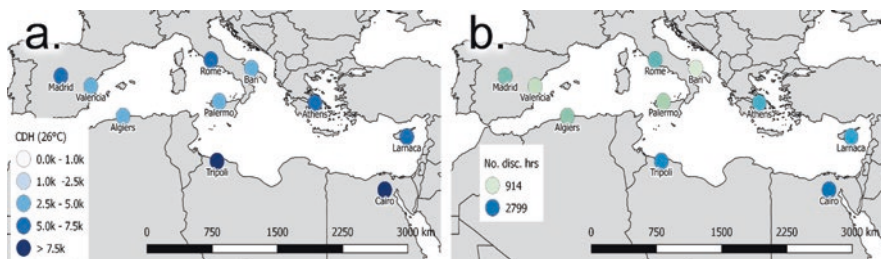 a.
Madrid
Valencia
Rome
Bari
Algiers
Palermo
Athens
Larnaca
Tripoli
Cairo
CDH (26°C)
0.0k - 1.0k
1.0k -2.5k
2.5k - 5.0k
5.0k - 7.5k
> 7.5k
0 750 1500 2250 3000 km
b.
Madrid
Valencia
Rome
Bari
Algiers
Palermo
Athens
Larnaca
Tripoli
Cairo
No. disc. hrs
914
2799
0 750 1500 2250 3000 km